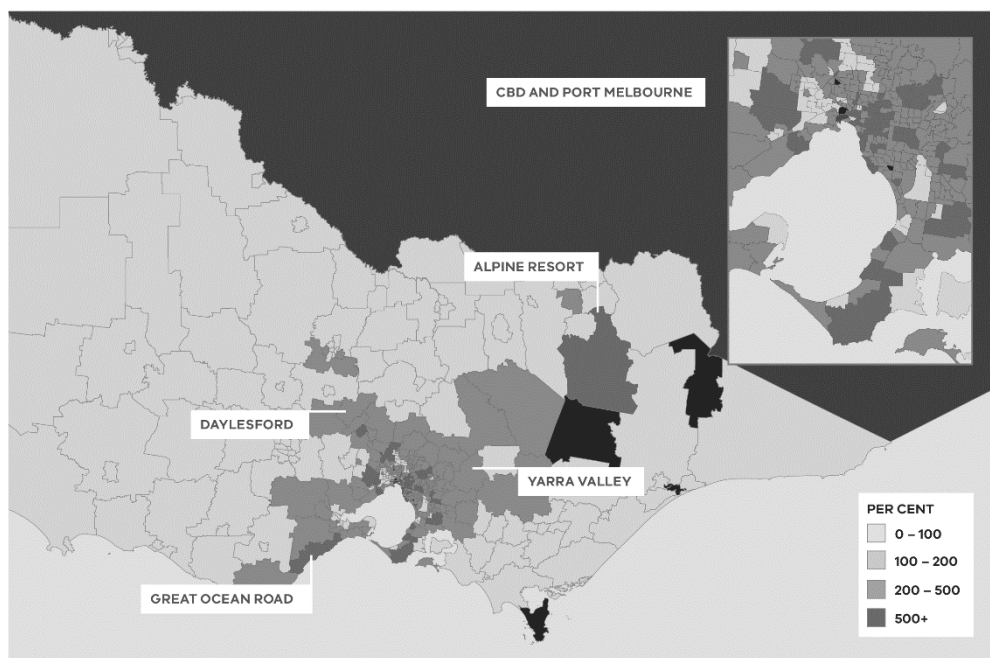 CBD AND PORT MELBOURNE
ALPINE RESORT
DAYLESFORD
YARRA VALLEY
GREAT OCEAN ROAD
PER CENT
0 – 100
100 – 200
200 – 500
500+